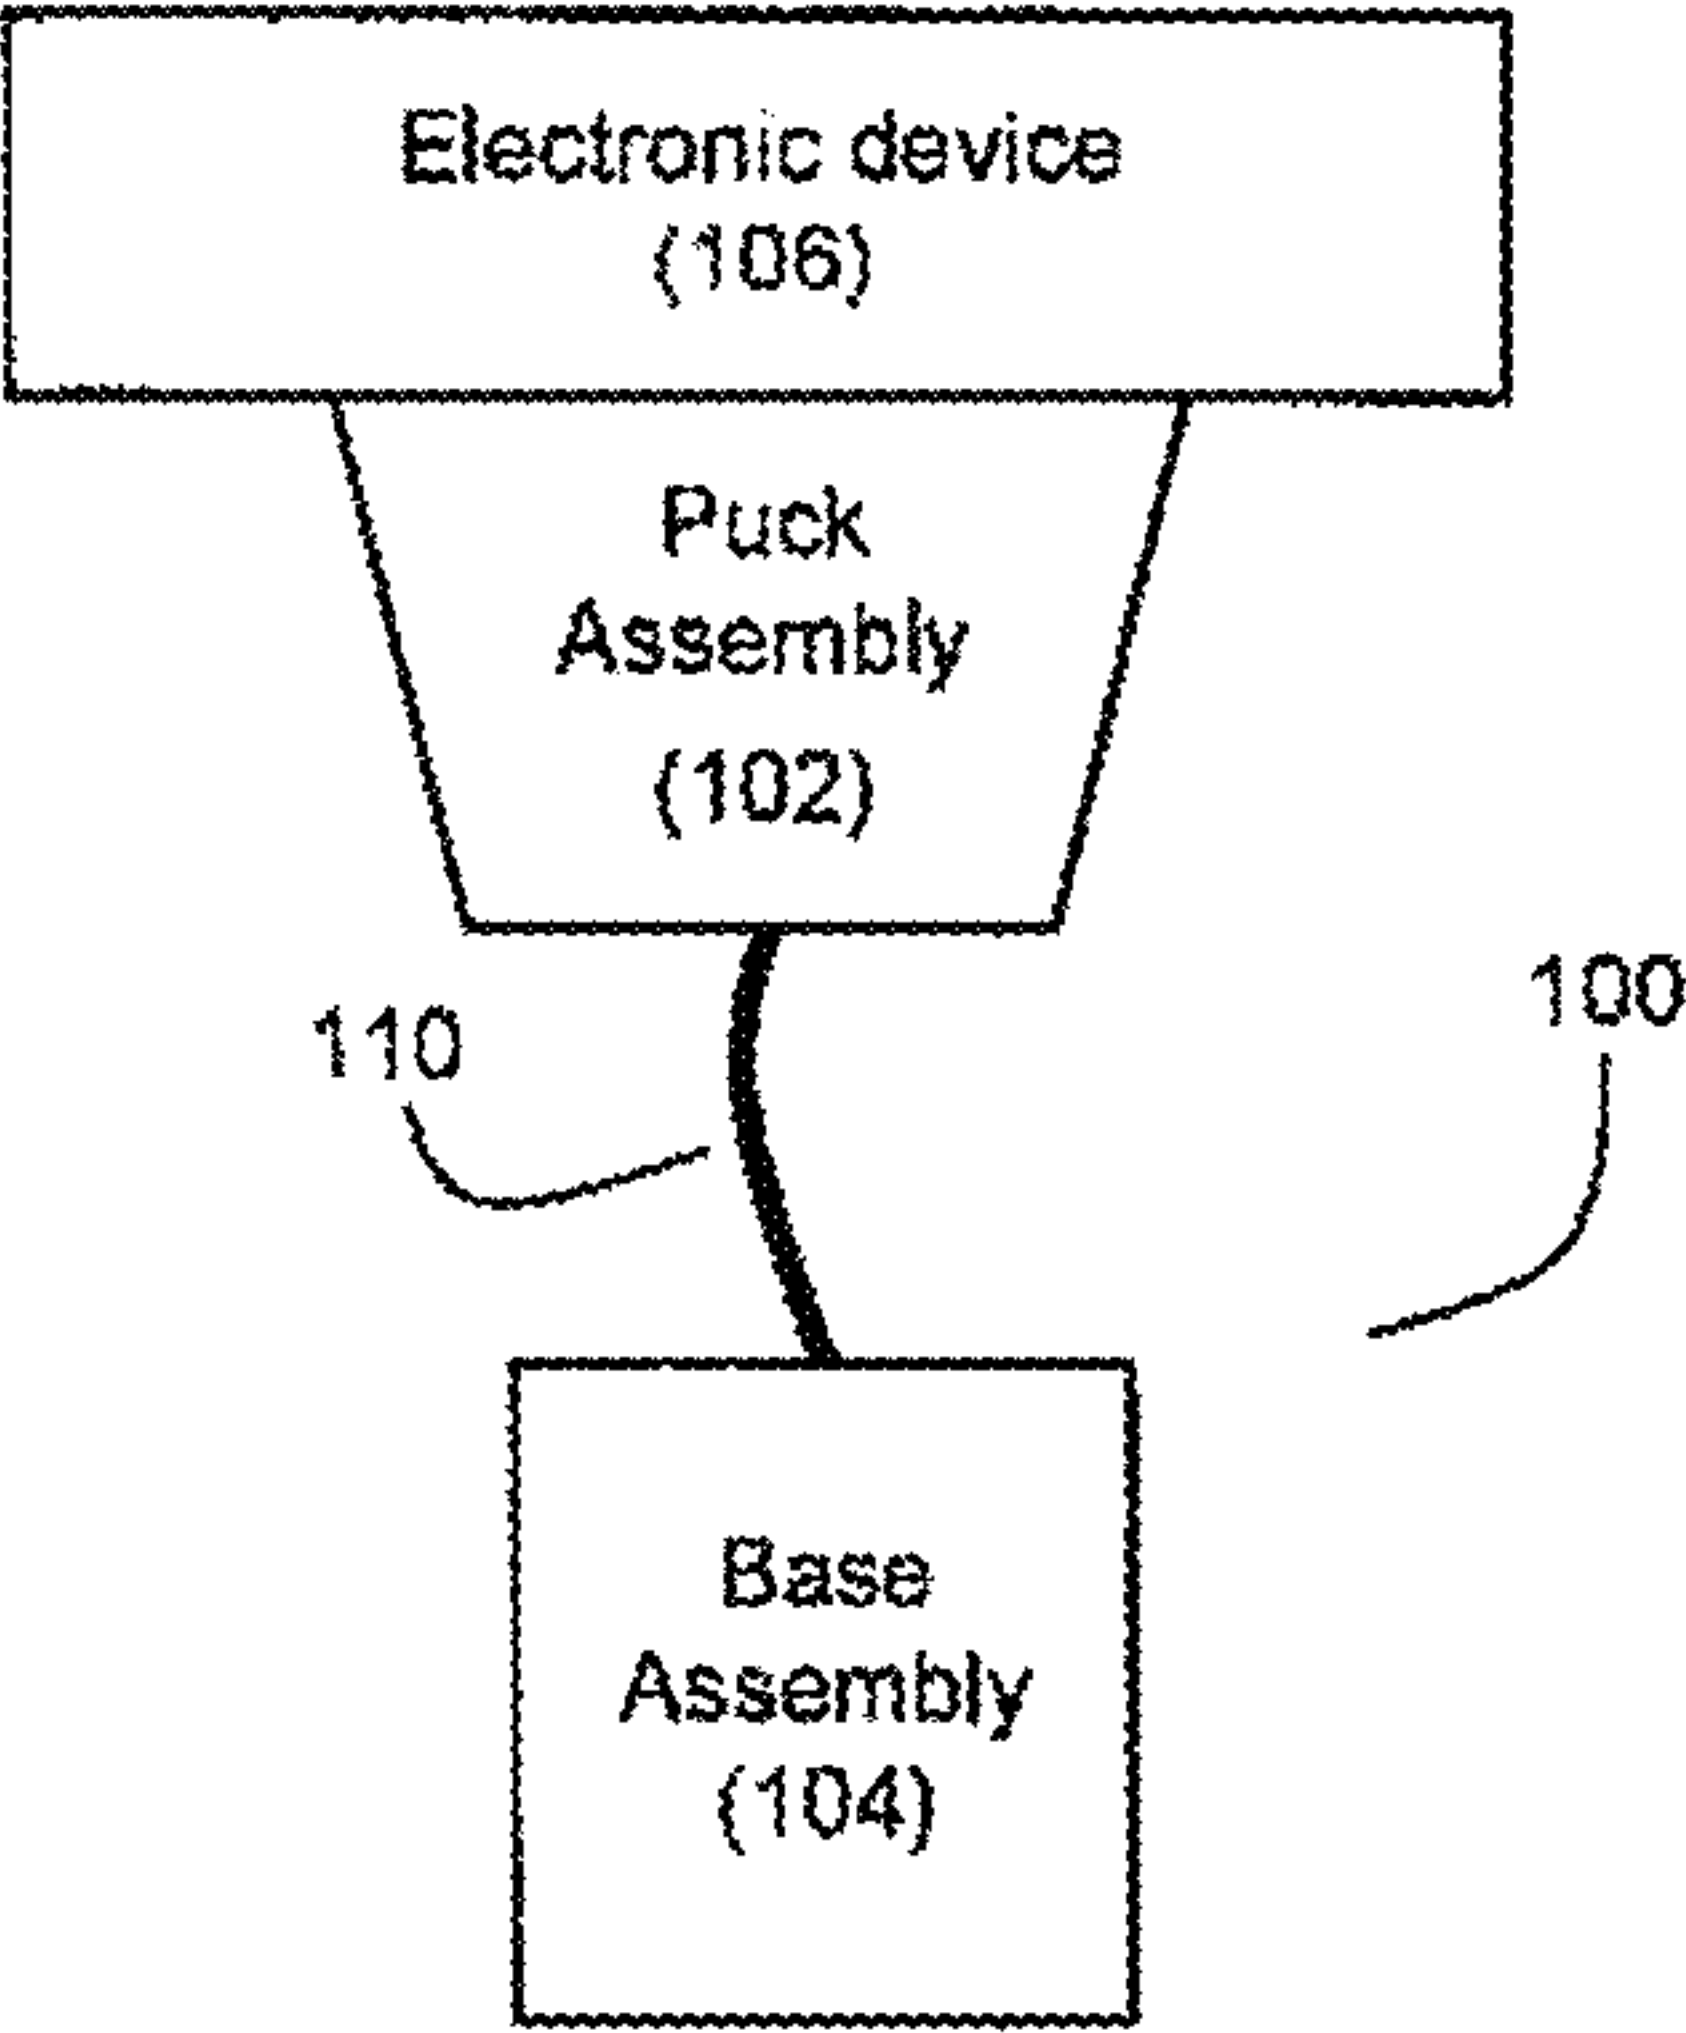 Electronic device
(106)
Puck
Assembly
(102)
100
110
Base
Assembly
(104)